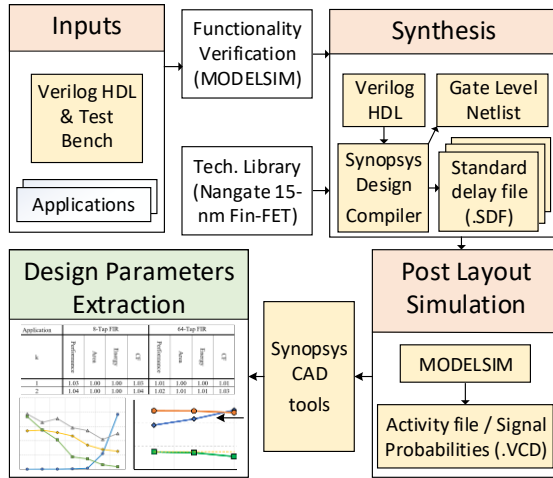 Inputs
Verilog HDL
& Test
Bench
Applications
Functionality
Verification
(MODELSIM)
Tech. Library
(Nangate 15-
nm Fin-FET)
Synthesis
Verilog
HDL
Gate Level
Netlist
Synopsys
Design
Compiler
Standard
delay file
(.SDF)
Design Parameters
Extraction
Application
8-Tap FIR
64-Tap FIR
Performance
Area
Energy
CF
Performance
Area
Energy
CF
1 1.03 1.00 1.00 1.03 1.01 1.00 1.00 1.01
2 1.04 1.00 1.00 1.04 1.02 1.01 1.01 1.03
Synopsys
CAD
tools
Post Layout
Simulation
MODELSIM
Activity file / Signal
Probabilities (.VCD)